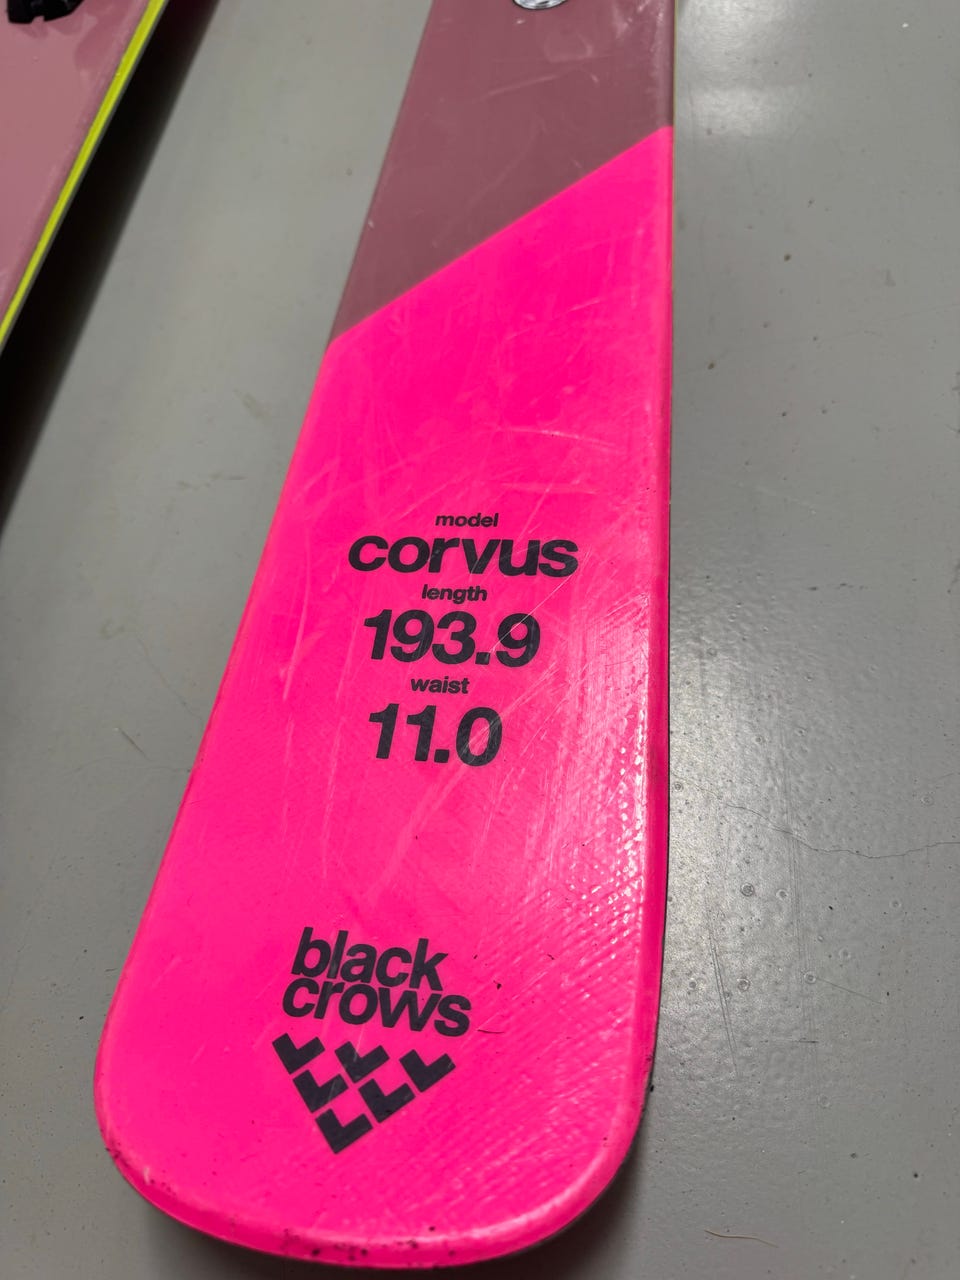 model
corvus
length
193.9
waist
11.0
black
crows